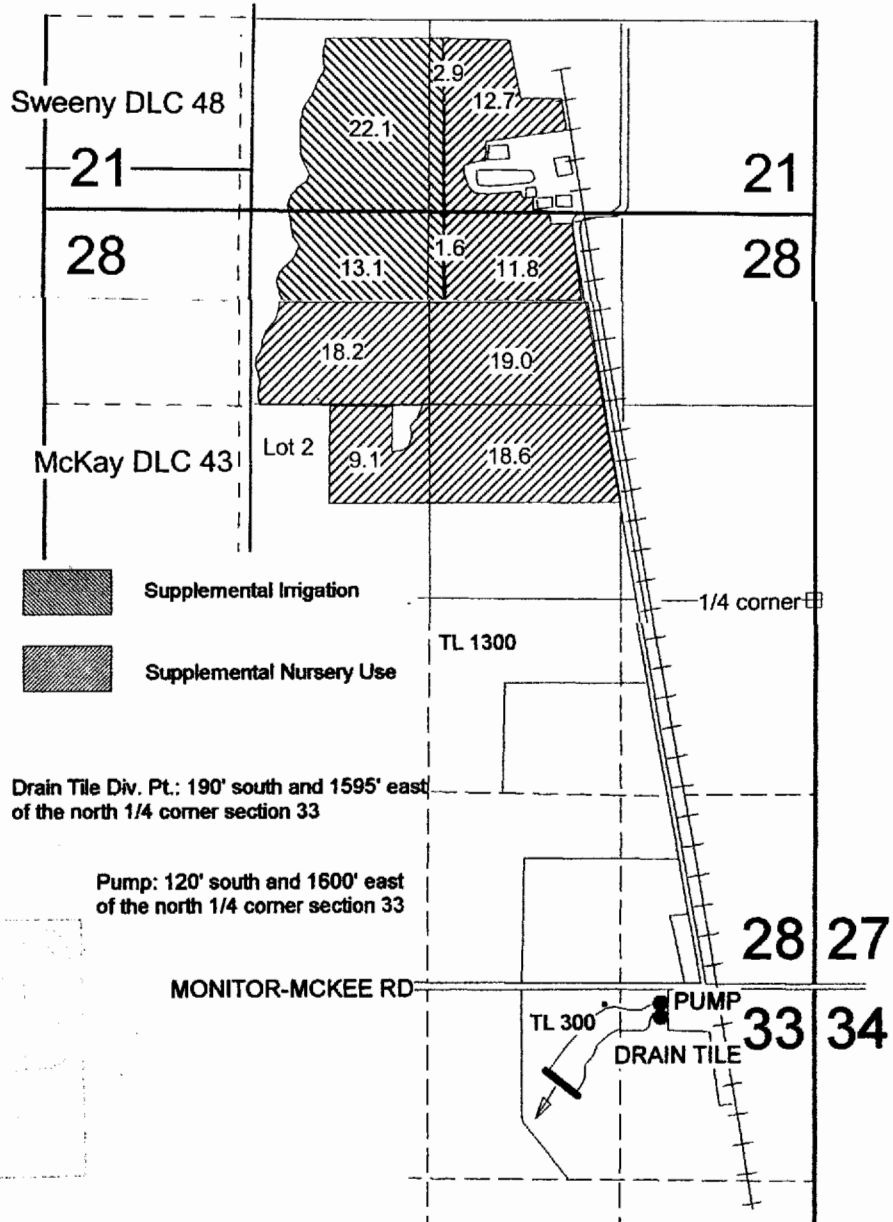 2.9
Sweeny DLC 48
12.7
22.1
21
21
28
1.6
28
13.1
11.8
18.2
19.0
McKay DLC 43
Lot 2
9.1
18.6
Supplemental Irrigation
1/4 corner
TL 1300
Supplemental Nursery Use
Drain Tile Div. Pt.: 190' south and 1595' east
of the north 1/4 corner section 33
Pump: 120' south and 1600' east
of the north 1/4 corner section 33
28 27
MONITOR-MCKEE RD
PUMP
TL 300
33 34
DRAIN TILE